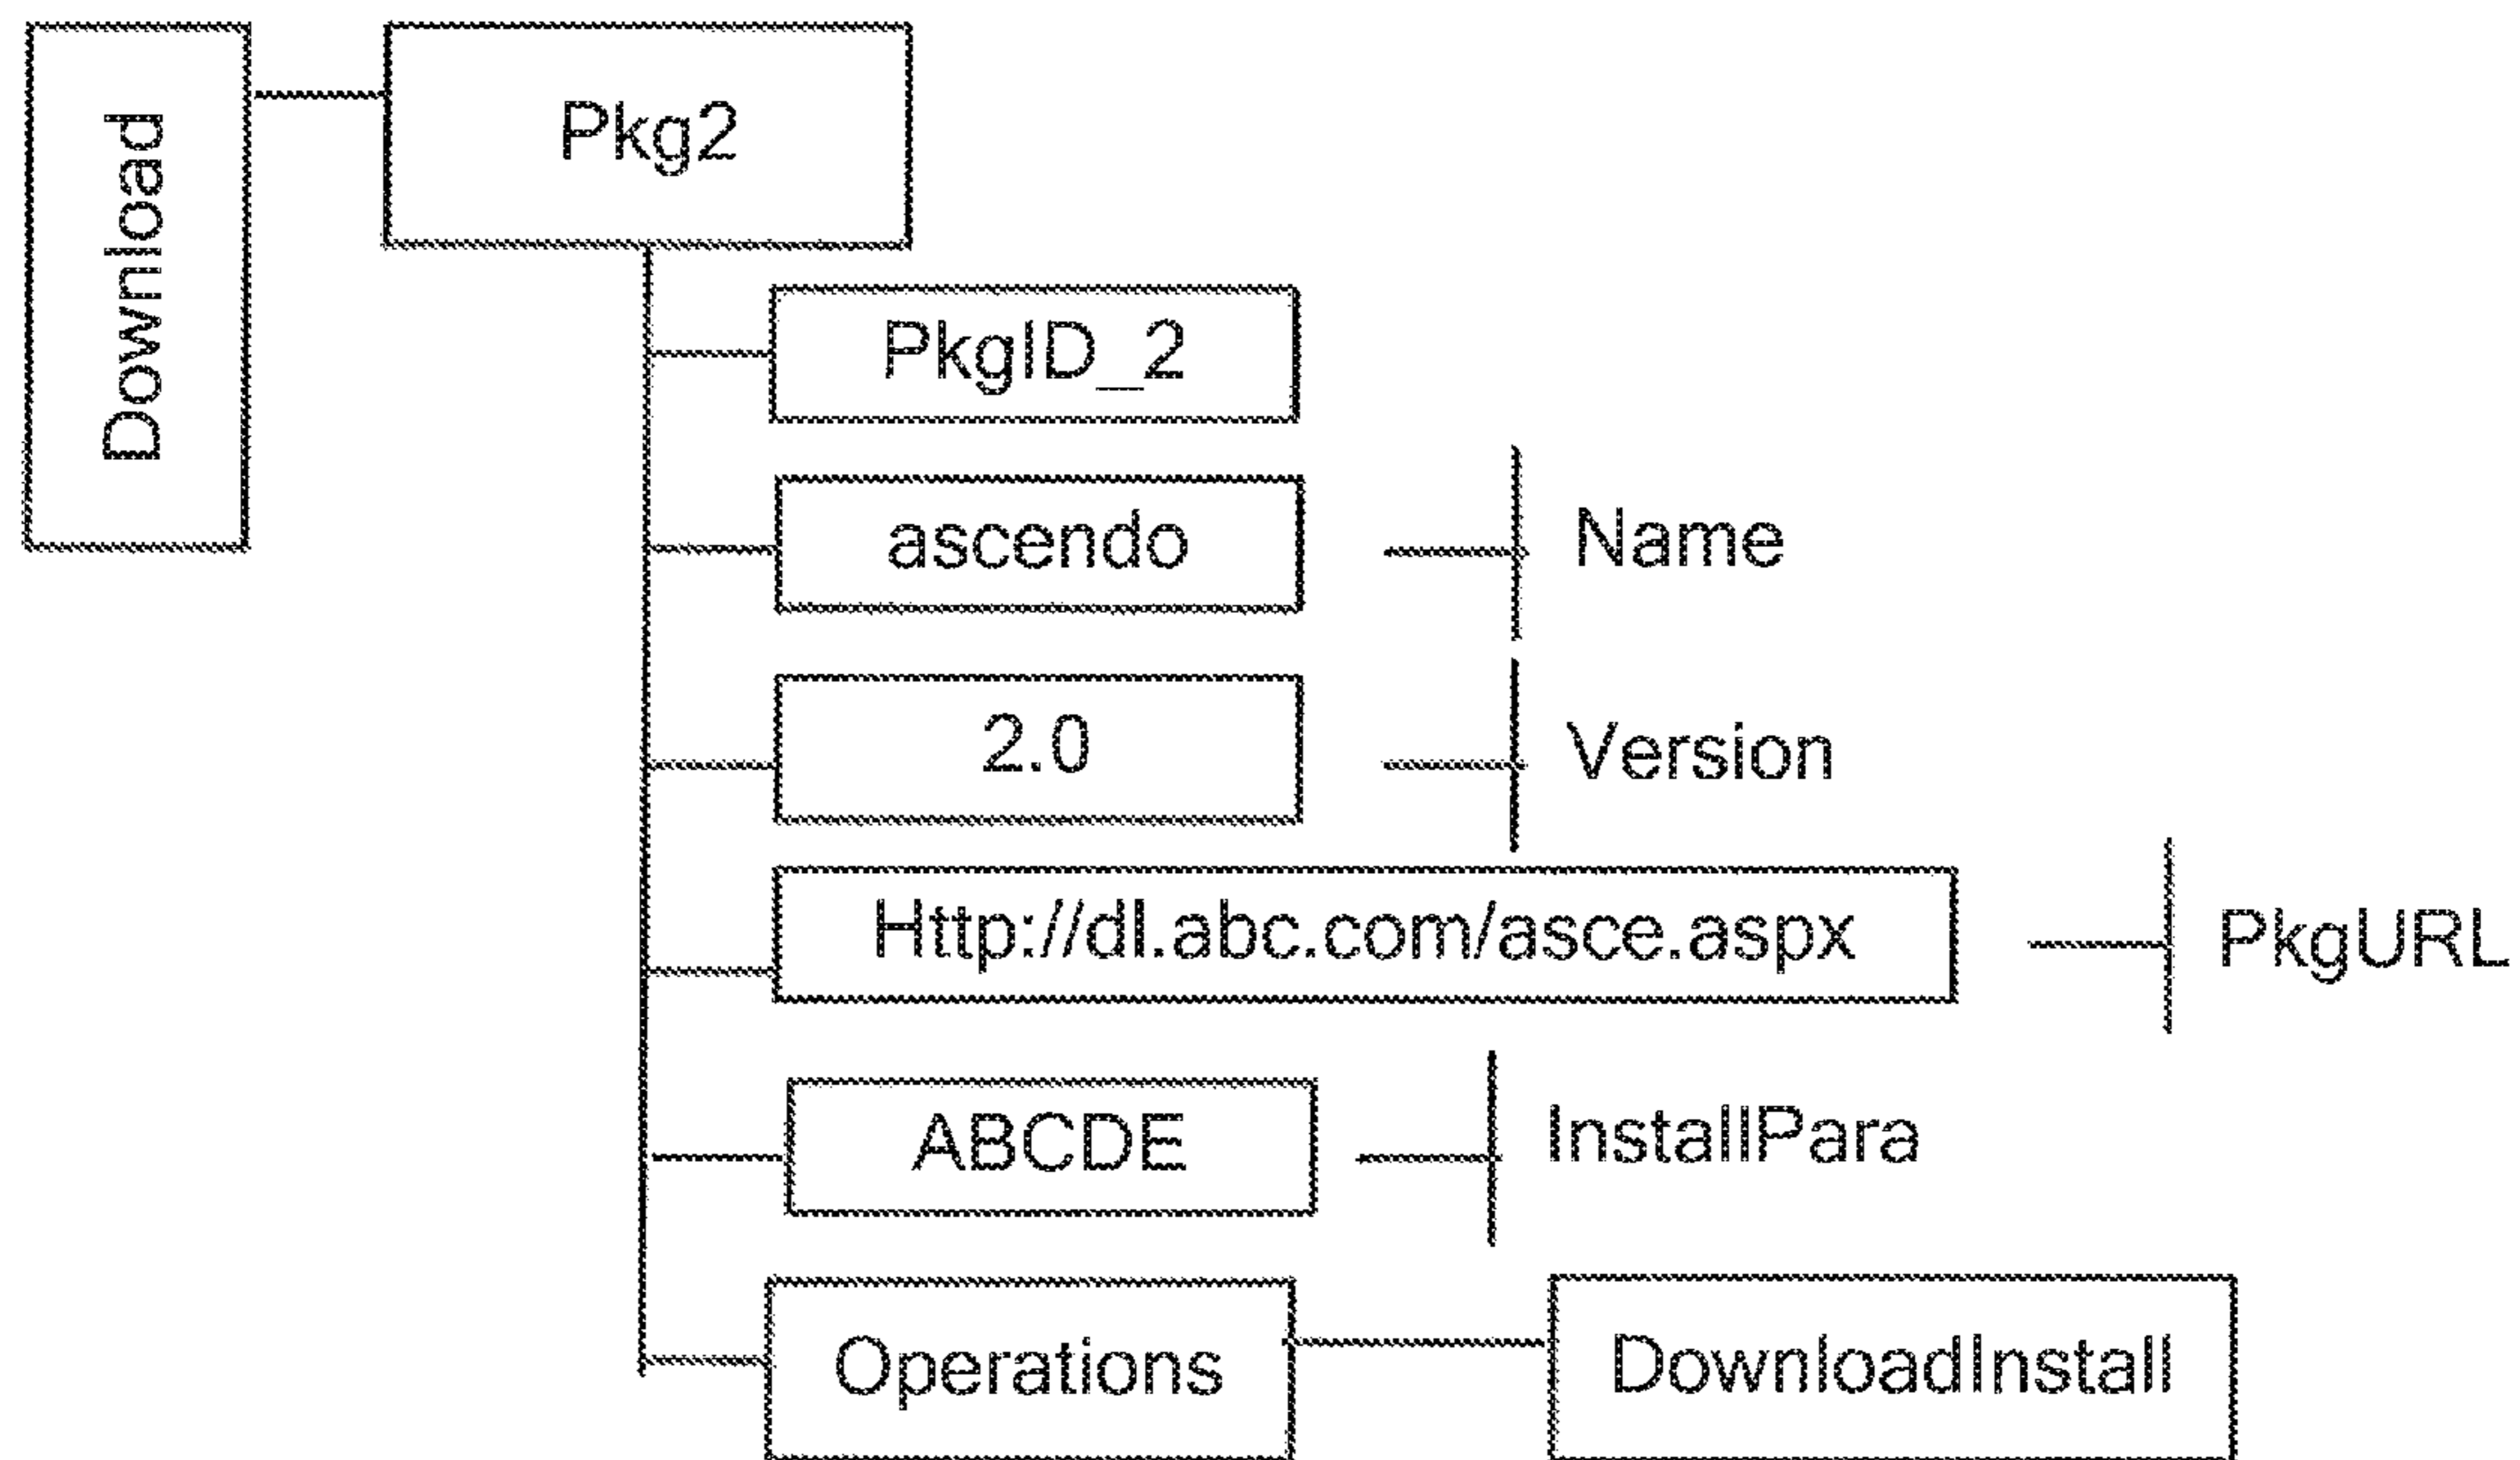 Download
Pkg2
PkgID_2
ascendo
Name
2.0
Version
Http://dl.abc.com/asce.aspx
PkgURL
ABCDE
InstallPara
Operations
DownloadInstall